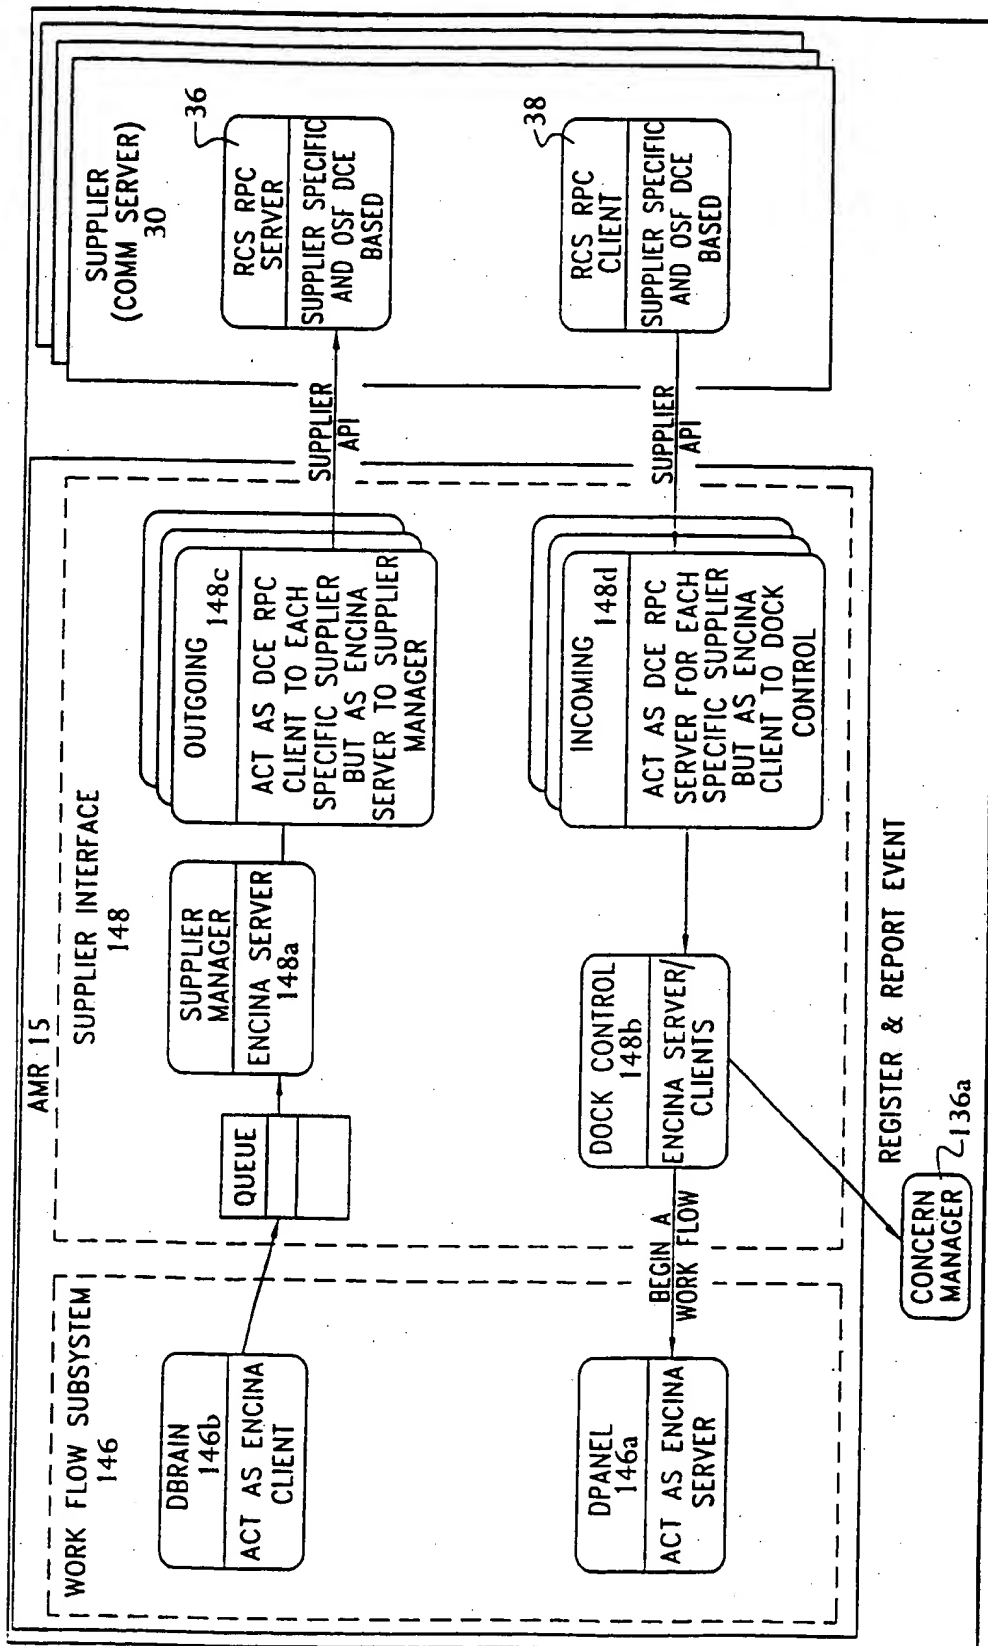 AMR 15
WORK FLOW SUBSYSTEM
146
DBRAIN
146b
ACT AS ENCINA
CLIENT
DPANEL
146a
ACT AS ENCINA
SERVER
SUPPLIER INTERFACE
148
QUEUE
SUPPLIER
MANAGER
ENCINA SERVER
148a
OUTGOING
148c
ACT AS DCE RPC
CLIENT TO EACH
SPECIFIC SUPPLIER
BUT AS ENCINA
SERVER TO SUPPLIER
MANAGER
BEGIN A
WORK FLOW
DOCK CONTROL
148b
ENCINA SERVER/
CLIENTS
INCOMING
148d
ACT AS DCE RPC
SERVER FOR EACH
SPECIFIC SUPPLIER
BUT AS ENCINA
CLIENT TO DOCK
CONTROL
SUPPLIER
API
SUPPLIER
API
SUPPLIER
(COMM SERVER)
30
36
RCS RPC
SERVER
SUPPLIER SPECIFIC
AND OSF DCE
BASED
38
RCS RPC
CLIENT
SUPPLIER SPECIFIC
AND OSF DCE
BASED
REGISTER & REPORT EVENT
CONCERN
MANAGER
136a